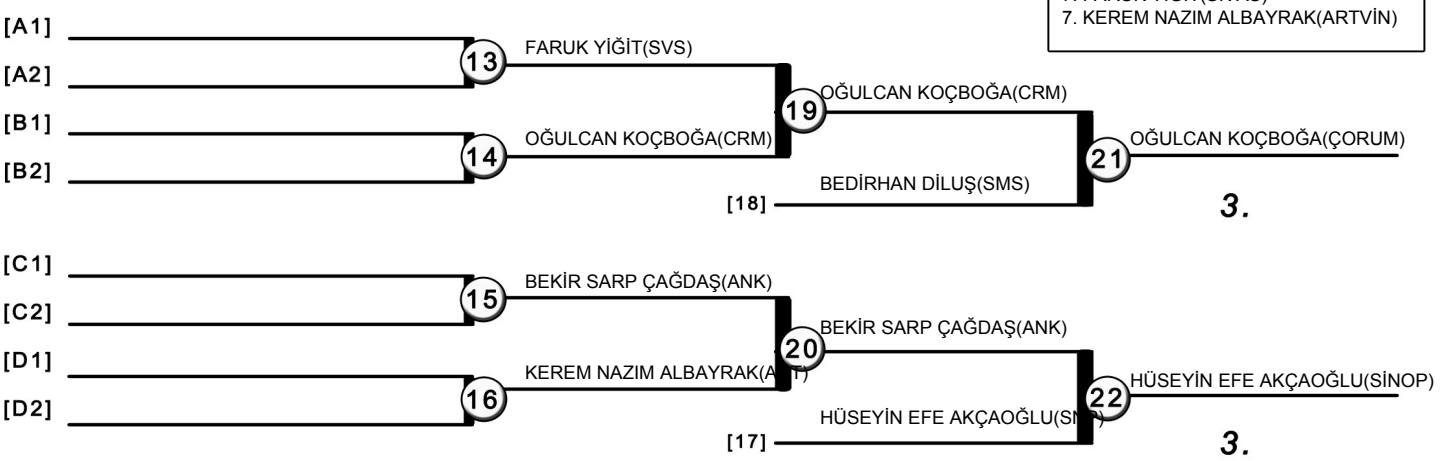 7. KEREM NAZIM ALBAYRAK(ARTVİN)
[A1]
[A2]
13
FARUK YİĞİT(SVS)
[B1]
[B2]
14
OĞULCAN KOÇBOĞA(CRM)
19
OĞULCAN KOÇBOĞA(CRM)
[18]
BEDİRHAN DİLUŞ(SMS)
21
OĞULCAN KOÇBOĞA(ÇORUM)
3.
[C1]
[C2]
15
BEKİR SARP ÇAĞDAŞ(ANK)
[D1]
[D2]
16
KEREM NAZIM ALBAYRAK(
20
BEKİR SARP ÇAĞDAŞ(ANK)
[17]
HÜSEYİN EFE AKÇAOĞLU(
22
HÜSEYİN EFE AKÇAOĞLU(SİNOP)
3.